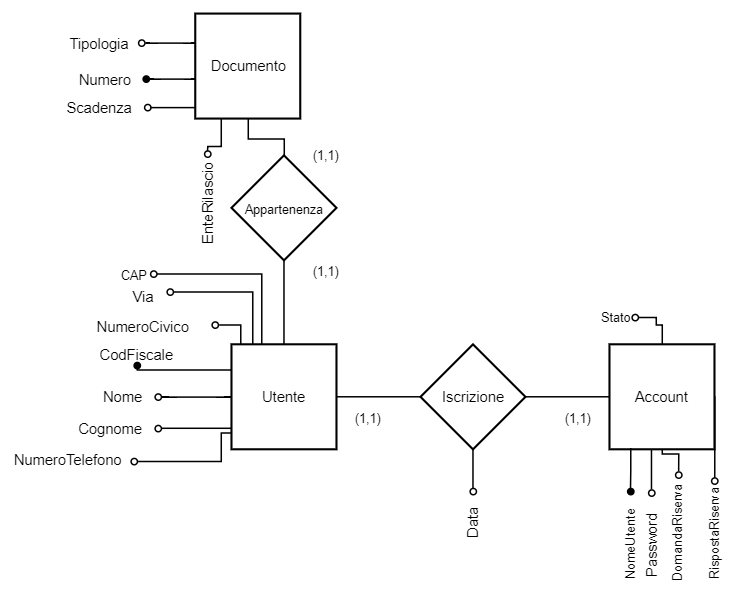 Tipologia
Documento
Numero
Scadenza
EnteRilascio
(1,1)
Appartenenza
(1,1)
CAP
Via
NumeroCivico
CodFiscale
Nome
Utente
Cognome
NumeroTelefono
(1,1)
Iscrizione
(1,1)
Data
Stato
Account
NomeUtente
Password
DomandaRiserva
RispostaRiserva